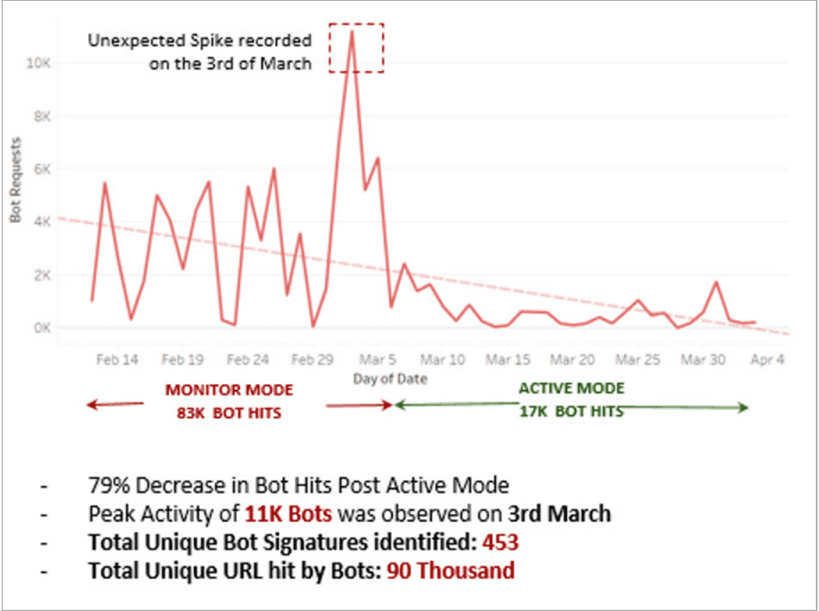 Unexpected Spike recorded
on the 3rd of March
10K
8K
6K
4K
2K
0K
Bot Requests
Feb 14 Feb 19 Feb 24 Feb 29 Mar 5 Mar 10 Mar 15 Mar 20 Mar 25 Mar 30 Apr 4
Day of Date
MONITOR MODE
83K BOT HITS
ACTIVE MODE
17K BOT HITS
- 79% Decrease in Bot Hits Post Active Mode
- Peak Activity of 11K Bots was observed on 3rd March
- Total Unique Bot Signatures identified: 453
- Total Unique URL hit by Bots: 90 Thousand